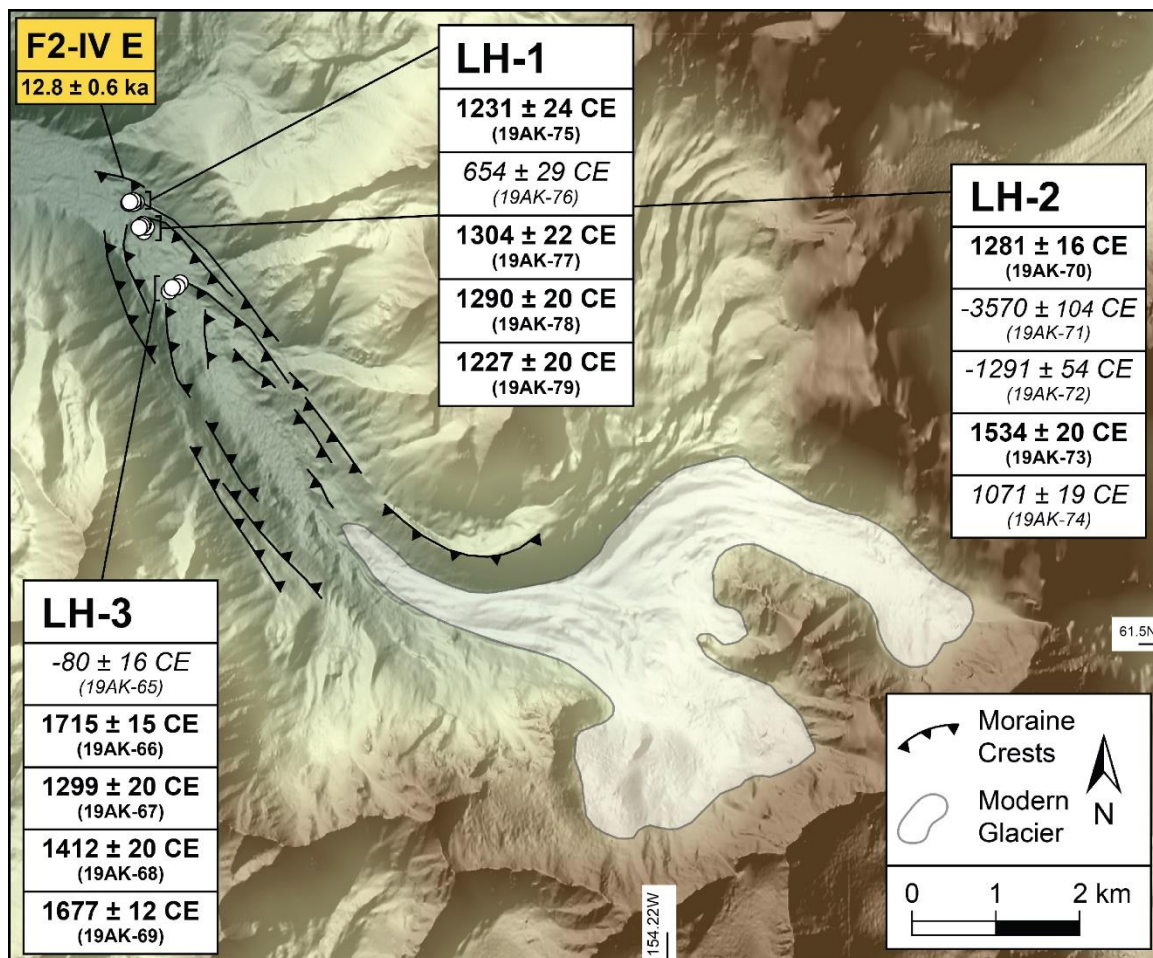 F2-IV E
12.8 ± 0.6 ka
LH-1
1231 ± 24 CE
(19AK-75)
654 ± 29 CE
(19AK-76)
1304 ± 22 CE
(19AK-77)
1290 ± 20 CE
(19AK-78)
1227 ± 20 CE
(19AK-79)
LH-2
1281 ± 16 CE
(19AK-70)
-3570 ± 104 CE
(19AK-71)
-1291 ± 54 CE
(19AK-72)
1534 ± 20 CE
(19AK-73)
1071 ± 19 CE
(19AK-74)
LH-3
-80 ± 16 CE
(19AK-65)
1715 ± 15 CE
(19AK-66)
1299 ± 20 CE
(19AK-67)
1412 ± 20 CE
(19AK-68)
1677 ± 12 CE
(19AK-69)
61.5N
154.22W
Moraine
Crests
Modern
Glacier
N
0 1 2 km